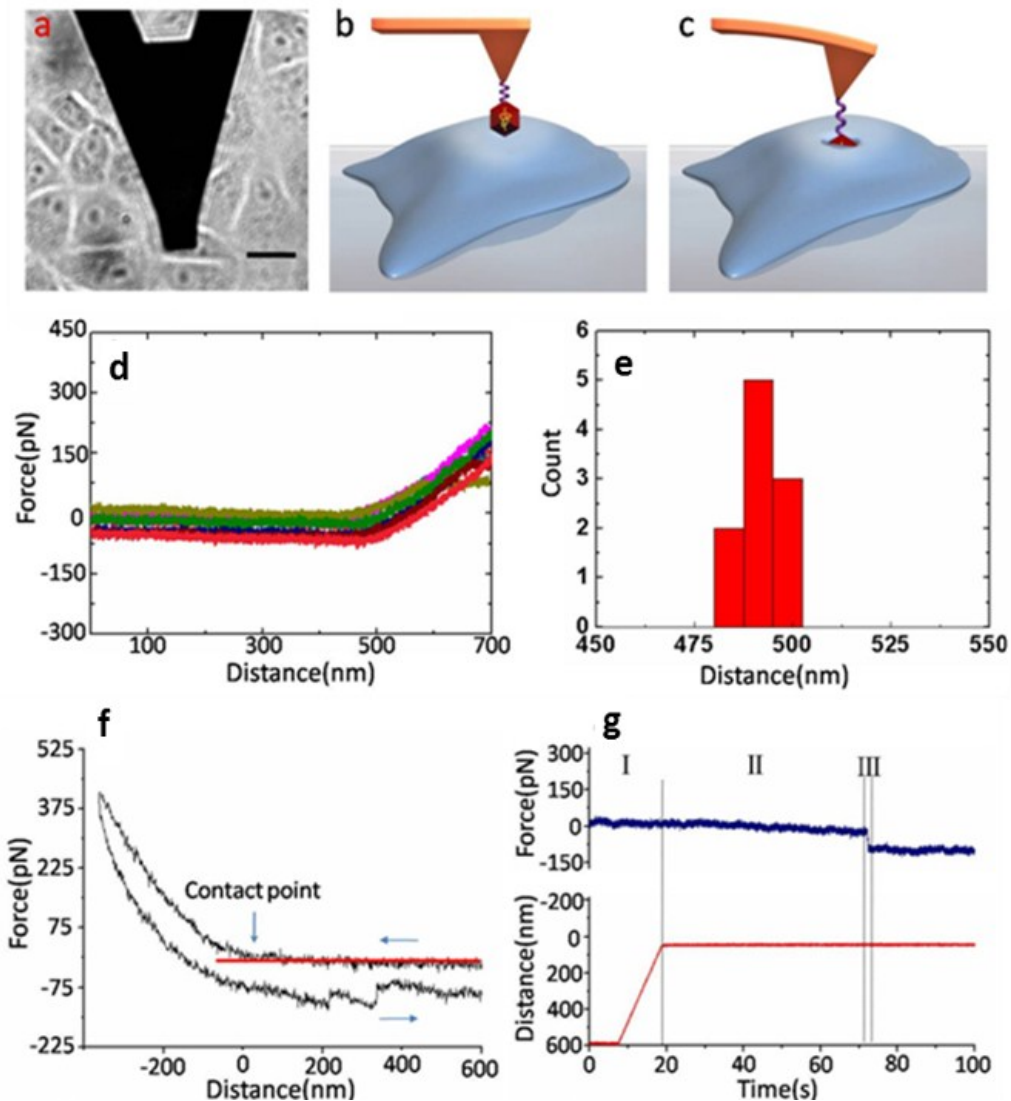 a
b
c
d
Force(pN)
450
300
150
0
-150
-300
100
300
500
700
Distance(nm)
e
Count
6
5
4
3
2
1
0
450
475
500
525
550
Distance(nm)
f
Force(pN)
525
375
225
75
-75
-225
Contact point
-200
0
200
400
600
Distance(nm)
g
I
II
III
Force(pN)
300
150
0
-150
Distance(nm)
-200
0
200
400
600
0
20
40
60
80
100
Time(s)